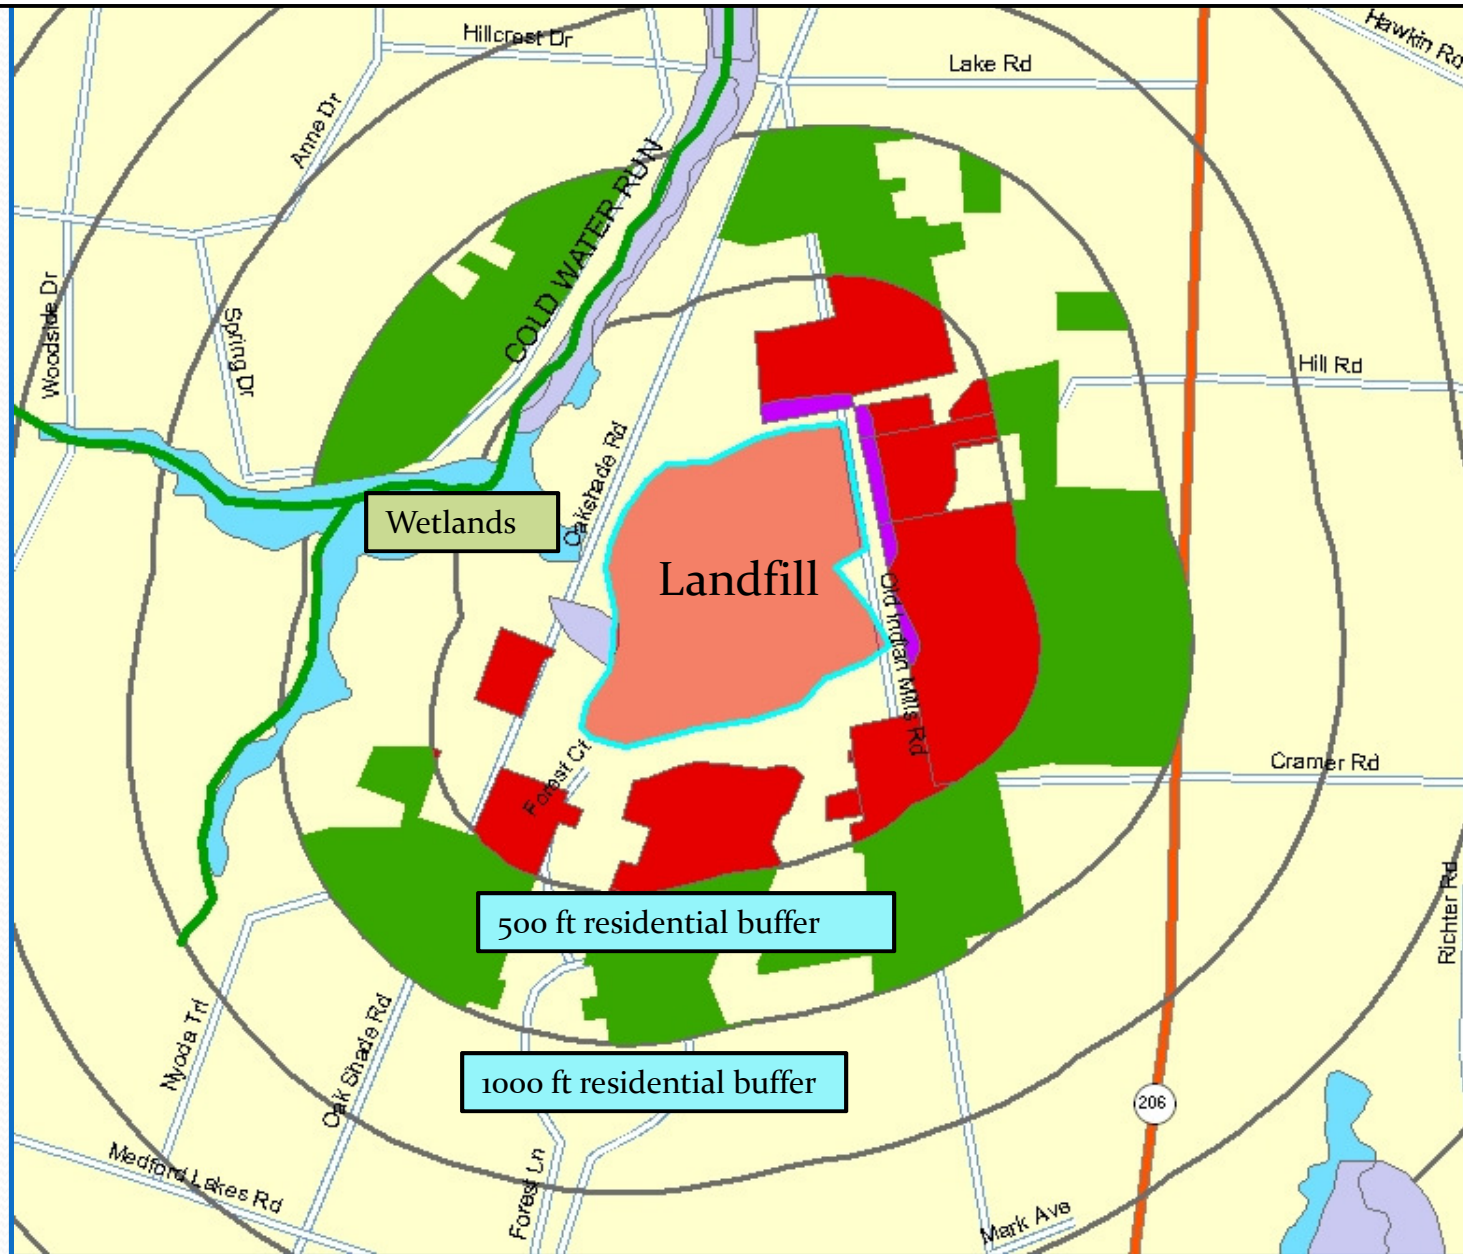 Hillcrest Dr
Hawkin Rd
Lake Rd
Anne Dr
COLD WATER RUN
Woodside Dr
Spring Dr
Hill Rd
Oakshade Rd
Wetlands
Landfill
Old Indian Mills Rd
Forest Ct
Cramer Rd
500 ft residential buffer
Richter Rd
Nyoda Trl
Oak Shade Rd
1000 ft residential buffer
206
Medford Lakes Rd
Forest Ln
Mark Ave